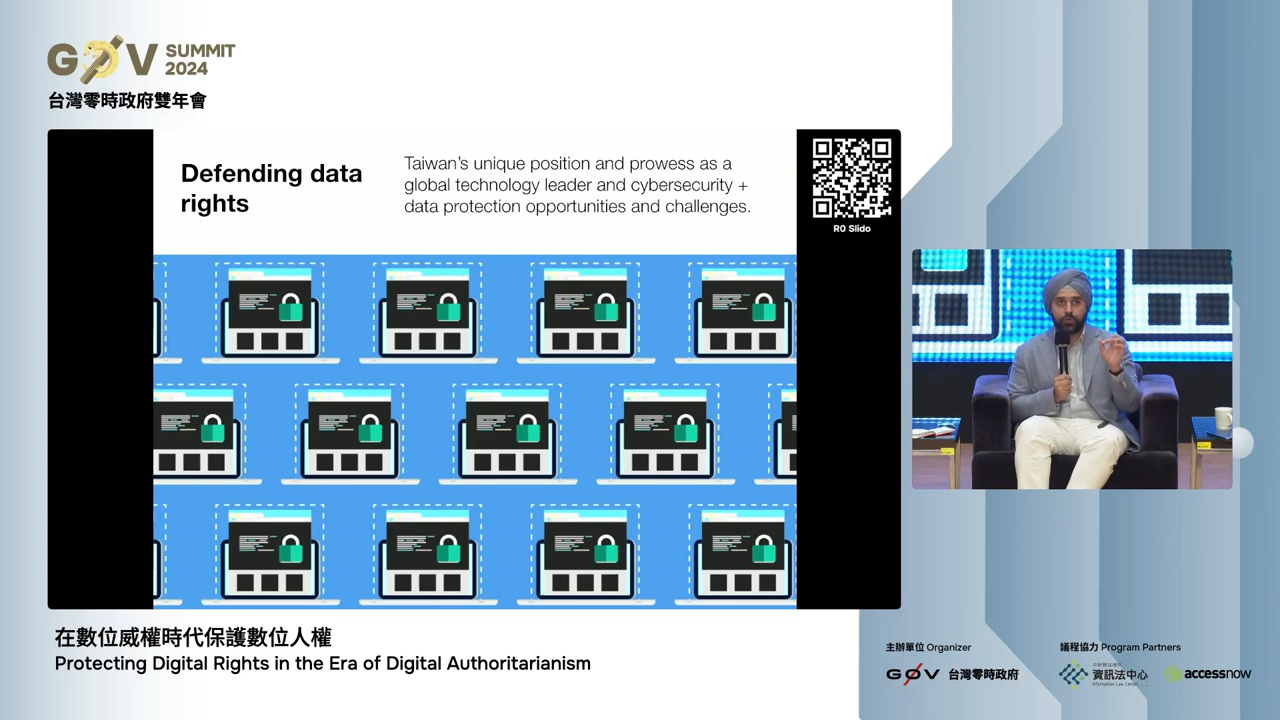 G0V SUMMIT
2024
台灣零時政府雙年會
Defending data
rights
Taiwan's unique position and prowess as a
global technology leader and cybersecurity +
data protection opportunities and challenges.
R0 Slido
在數位威權時代保護數位人權
Protecting Digital Rights in the Era of Digital Authoritarianism
主辦單位 Organizer
G0V 台灣零時政府
議程協力 Program Partners
資訊法中心
Information Law Center
accessnow